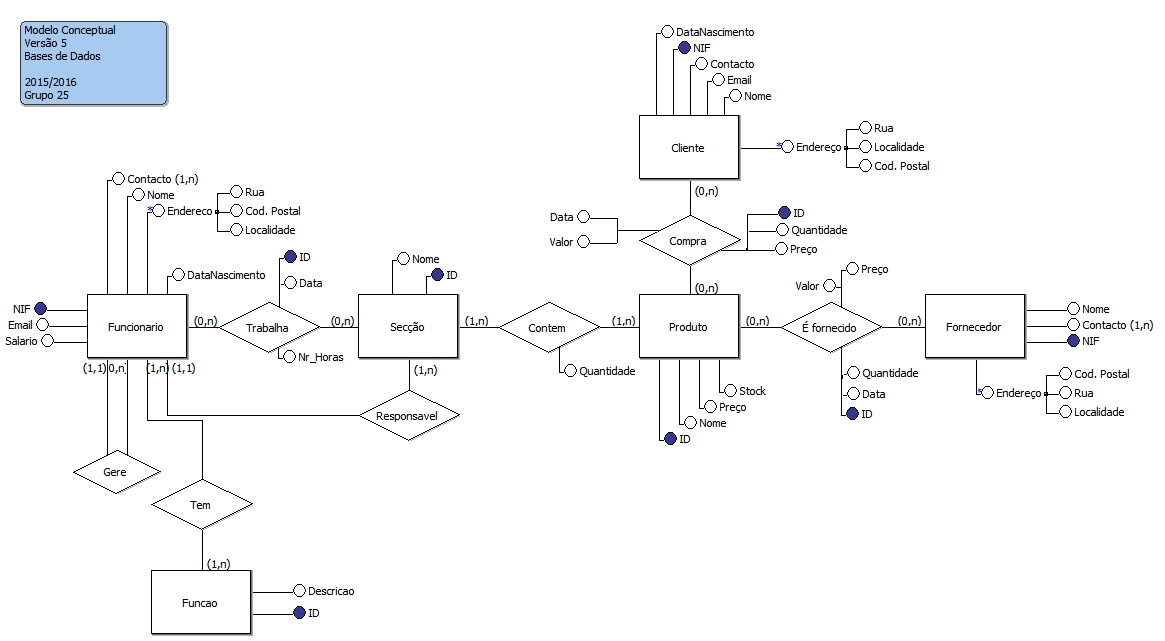 Modelo Conceptual
Versão 5
Bases de Dados
2015/2016
Grupo 25
DataNascimento
NIF
Contacto
Email
Nome
Cliente
Endereço
Rua
Localidade
Cod. Postal
(0,n)
Data
Valor
Compra
ID
Quantidade
Preço
(0,n)
Contacto (1,n)
Nome
Endereco
Rua
Cod. Postal
Localidade
DataNascimento
NIF
Email
Salario
Funcionario
(0,n)
ID
Data
Trabalha
Nr_Horas
(0,n)
Nome
ID
Secção
(1,n)
Contem
Quantidade
(1,n)
Produto
(0,n)
Preço
Valor
É fornecido
Quantidade
Data
ID
(0,n)
Fornecedor
Nome
Contacto (1,n)
NIF
Endereço
Cod. Postal
Rua
Localidade
Stock
Preço
Nome
ID
(1,1) 0,n) (1,n) (1,1)
(1,n)
Responsavel
Gere
Tem
(1,n)
Funcao
Descricao
ID